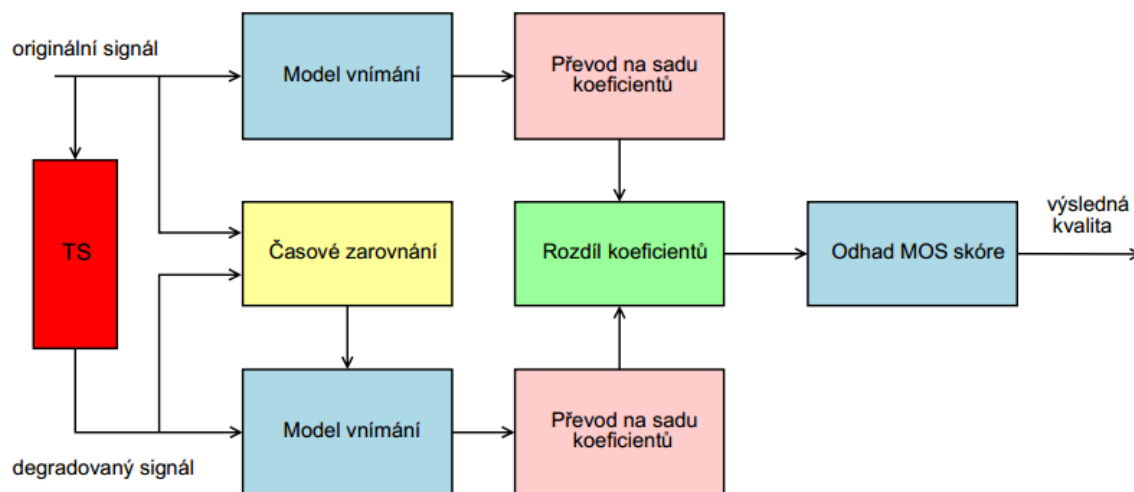 originální signál
Model vnímání
Převod na sadu
koeficientů
TS
Časové zarovnání
Rozdíl koeficientů
Odhad MOS skóre
výsledná
kvalita
Model vnímání
Převod na sadu
koeficientů
degradovaný signál